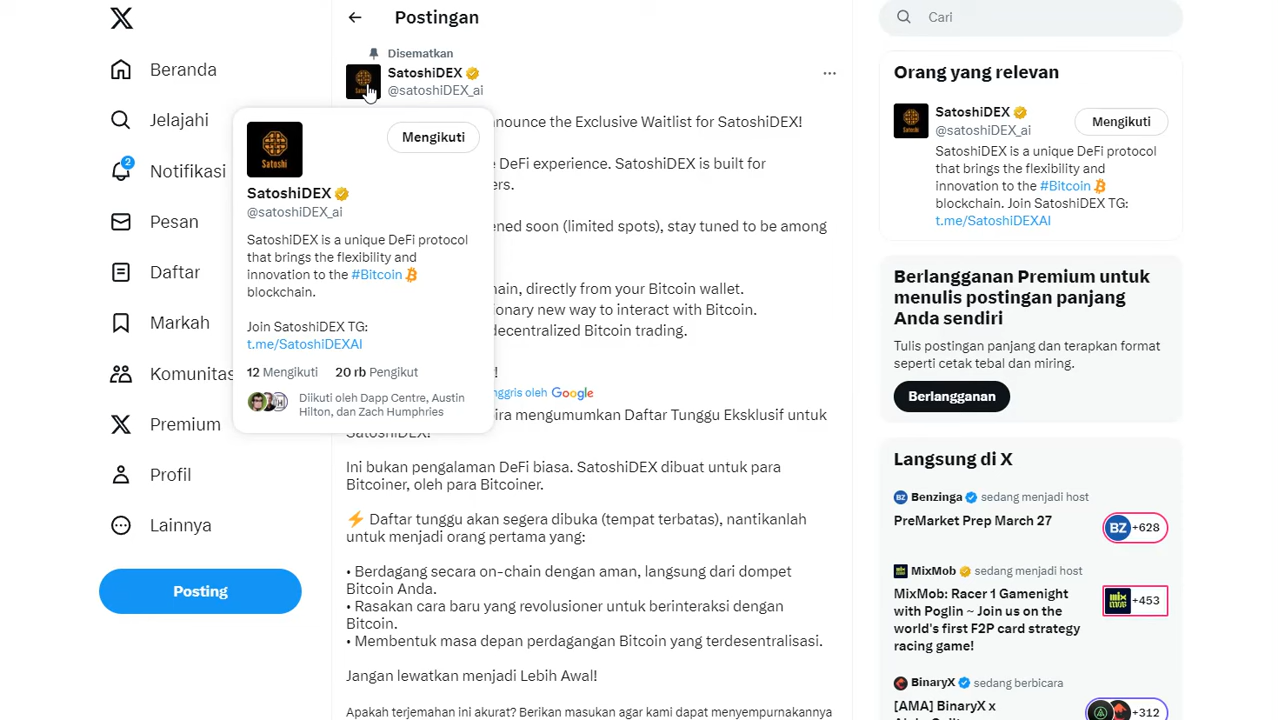 Beranda
Jelajahi
2
Notifikasi
Pesan
Daftar
Markah
Komunitas
Premium
Profil
Lainnya
Posting
Postingan
Disematkan
SatoshiDEX
@satoshiDEX_ai
nnounce the Exclusive Waitlist for SatoshiDEX!
DeFi experience. SatoshiDEX is built for
ers.
ened soon (limited spots), stay tuned to be among
hain, directly from your Bitcoin wallet.
ionary new way to interact with Bitcoin.
decentralized Bitcoin trading.
!
nggris oleh Google
ira mengumumkan Daftar Tunggu Eksklusif untuk
SatoshiDEX!
Ini bukan pengalaman DeFi biasa. SatoshiDEX dibuat untuk para
Bitcoiner, oleh para Bitcoiner.
⚡ Daftar tunggu akan segera dibuka (tempat terbatas), nantikanlah
untuk menjadi orang pertama yang:
• Berdagang secara on-chain dengan aman, langsung dari dompet
Bitcoin Anda.
• Rasakan cara baru yang revolusioner untuk berinteraksi dengan
Bitcoin.
• Membentuk masa depan perdagangan Bitcoin yang terdesentralisasi.
Jangan lewatkan menjadi Lebih Awal!
Apakah terjemahan ini akurat? Berikan masukan agar kami dapat menyempurnakannya
Satoshi
Mengikuti
SatoshiDEX
@satoshiDEX_ai
SatoshiDEX is a unique DeFi protocol
that brings the flexibility and
innovation to the #Bitcoin
blockchain.
Join SatoshiDEX TG:
t.me/SatoshiDEXAI
12 Mengikuti 20 rb Pengikut
Diikuti oleh Dapp Centre, Austin
Hilton, dan Zach Humphries
Cari
Orang yang relevan
SatoshiDEX
@satoshiDEX_ai
Mengikuti
SatoshiDEX is a unique DeFi protocol
that brings the flexibility and
innovation to the #Bitcoin
blockchain. Join SatoshiDEX TG:
t.me/SatoshiDEXAI
Berlangganan Premium untuk
menulis postingan panjang
Anda sendiri
Tulis postingan panjang dan terapkan format
seperti cetak tebal dan miring.
Berlangganan
Langsung di X
Benzinga sedang menjadi host
PreMarket Prep March 27
BZ +628
MixMob sedang menjadi host
MixMob: Racer 1 Gamenight
with Poglin ~ Join us on the
world's first F2P card strategy
racing game!
+453
BinaryX sedang berbicara
[AMA] BinaryX x
+312